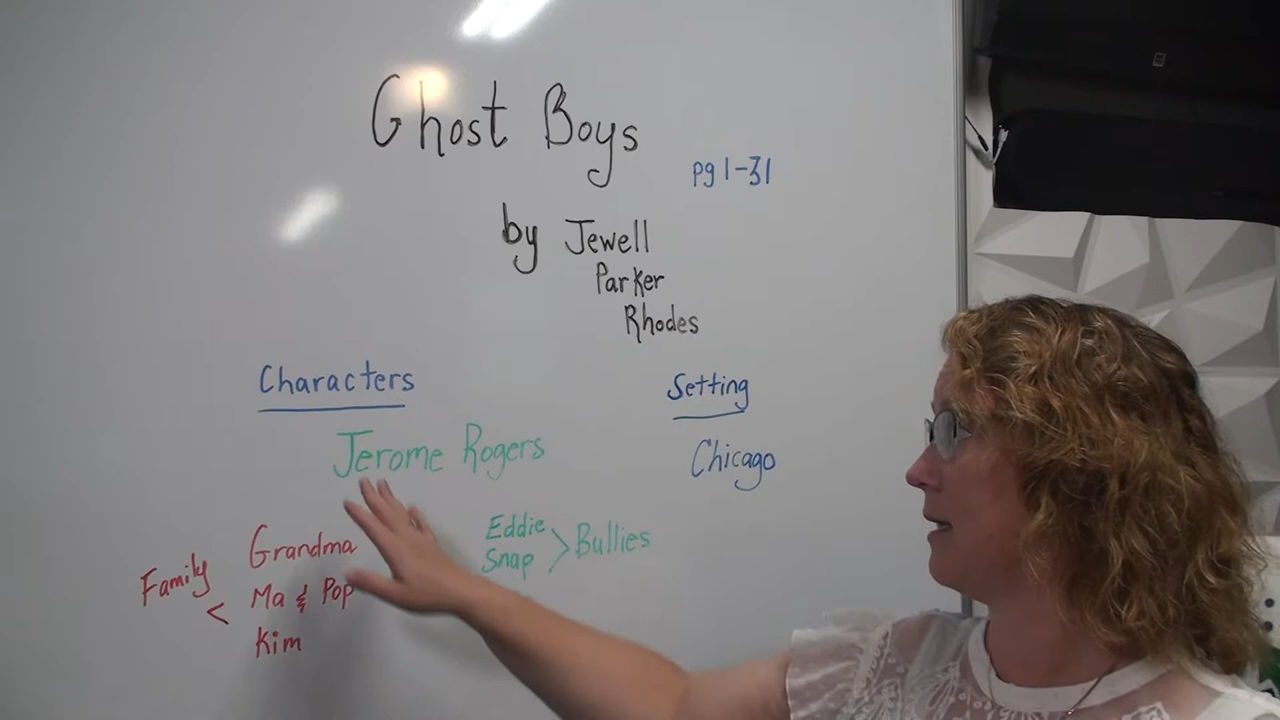 Ghost Boys
pg 1-31
by Jewell
Parker
Rhodes
Characters
Jerome Rogers
Family <
Grandma
Ma & Pop
Kim
Eddie
Snap
> Bullies
Setting
Chicago